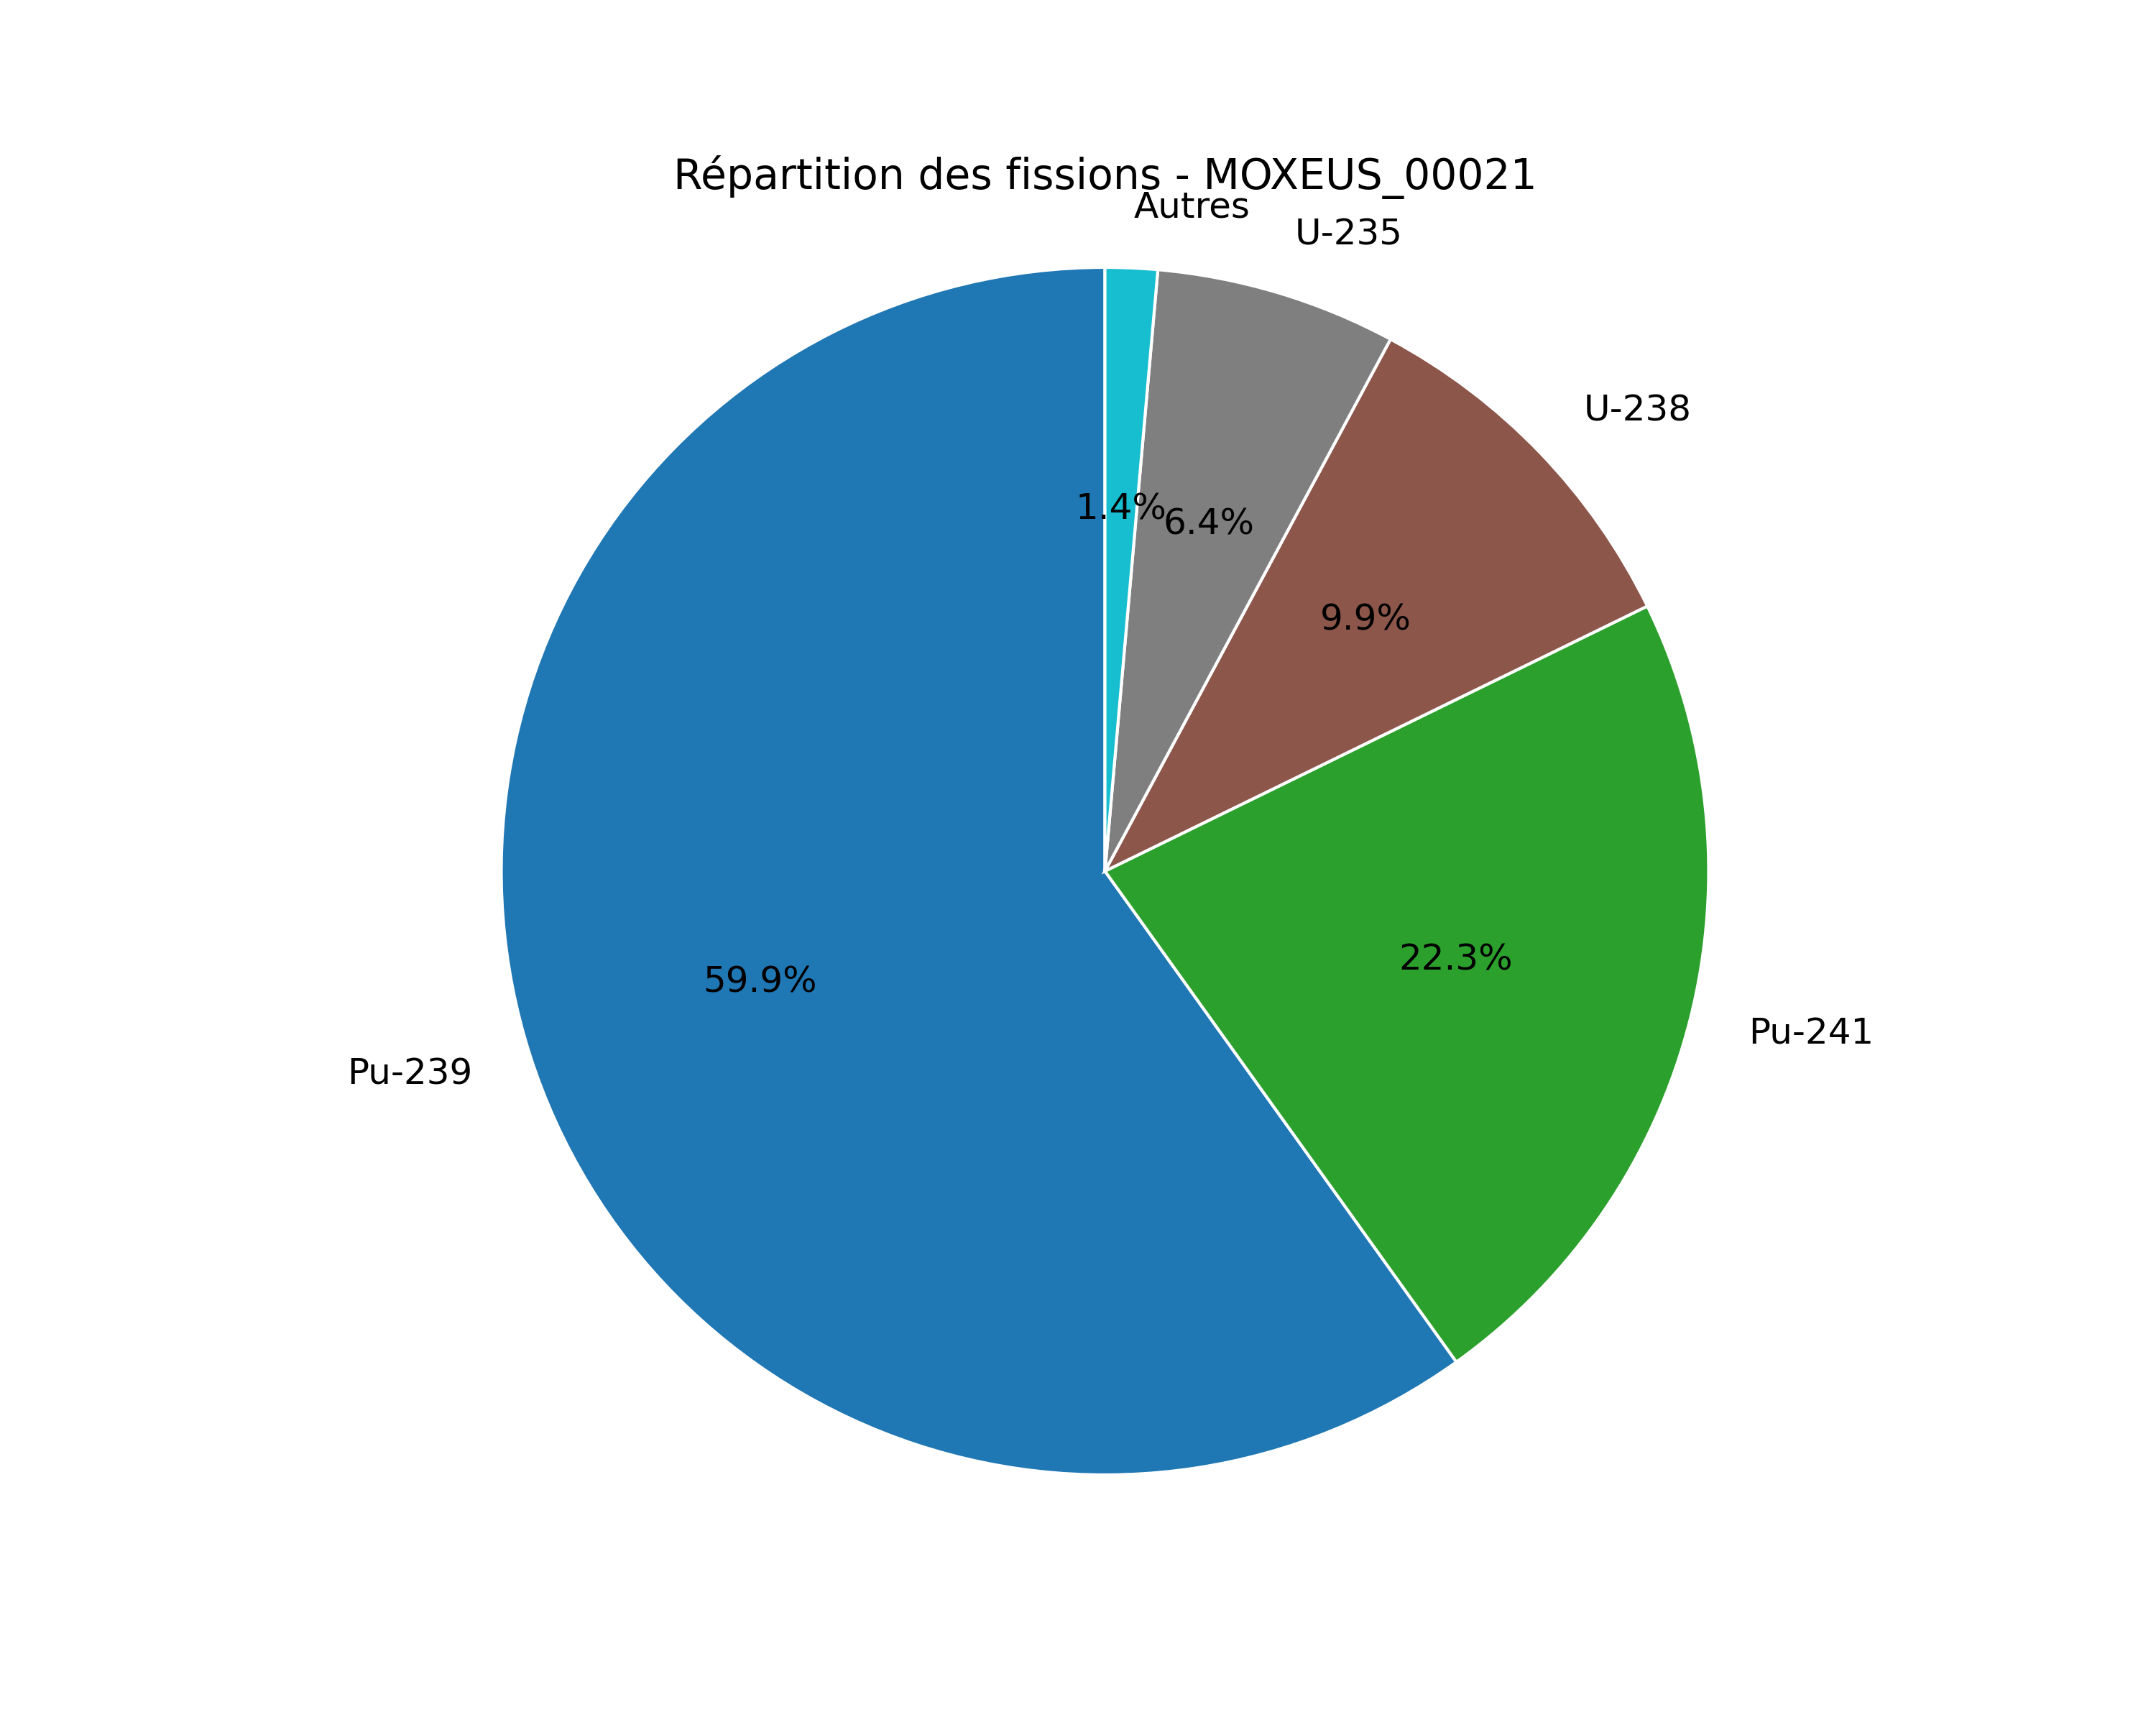 Répartition des fissions - MOXEUS_00021
Autres
U-235
U-238
1.4%
6.4%
9.9%
22.3%
59.9%
Pu-241
Pu-239